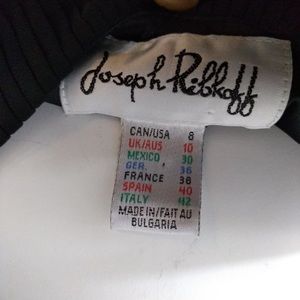 Joseph Ribkoff
CAN/USA 8
UK/AUS 10
MEXICO 30
GER. 36
FRANCE 38
SPAIN 40
ITALY 42
MADE IN/FAIT AU
BULGARIA